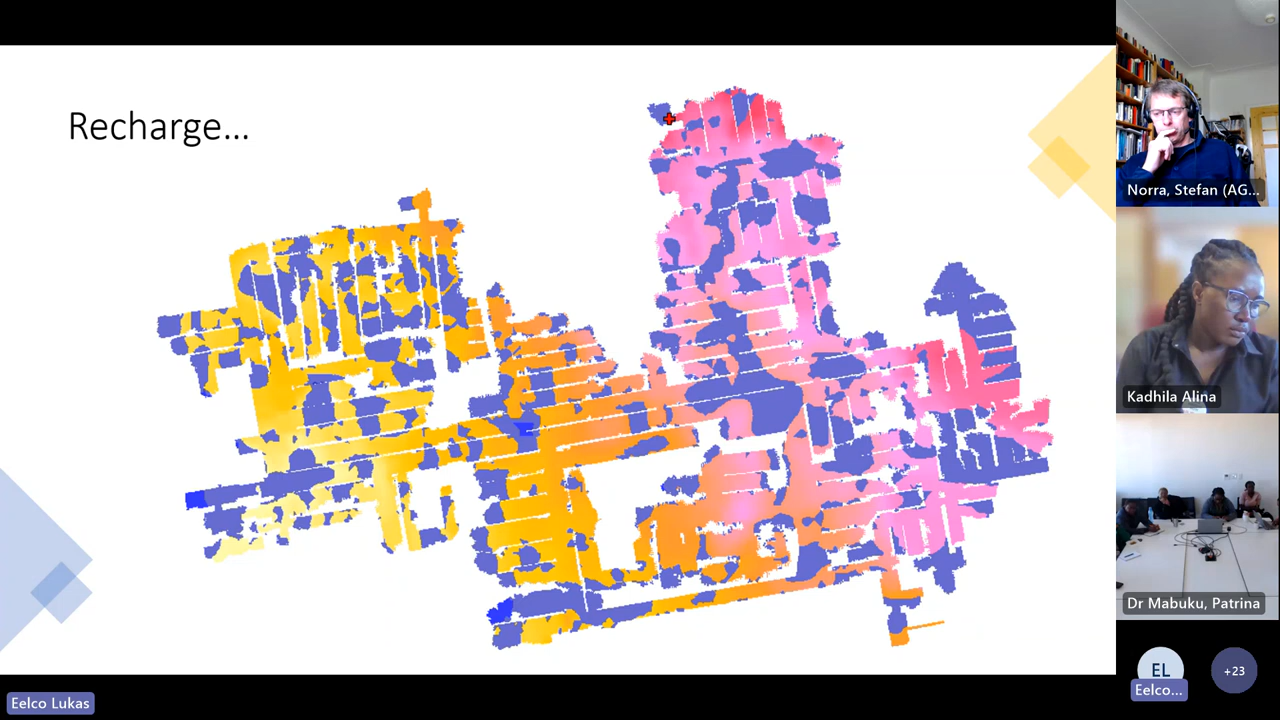 Recharge...
Norra, Stefan (AG...
Kadhila Alina
Dr Mabuku, Patrina
EL
Eelco...
+23
Eelco Lukas